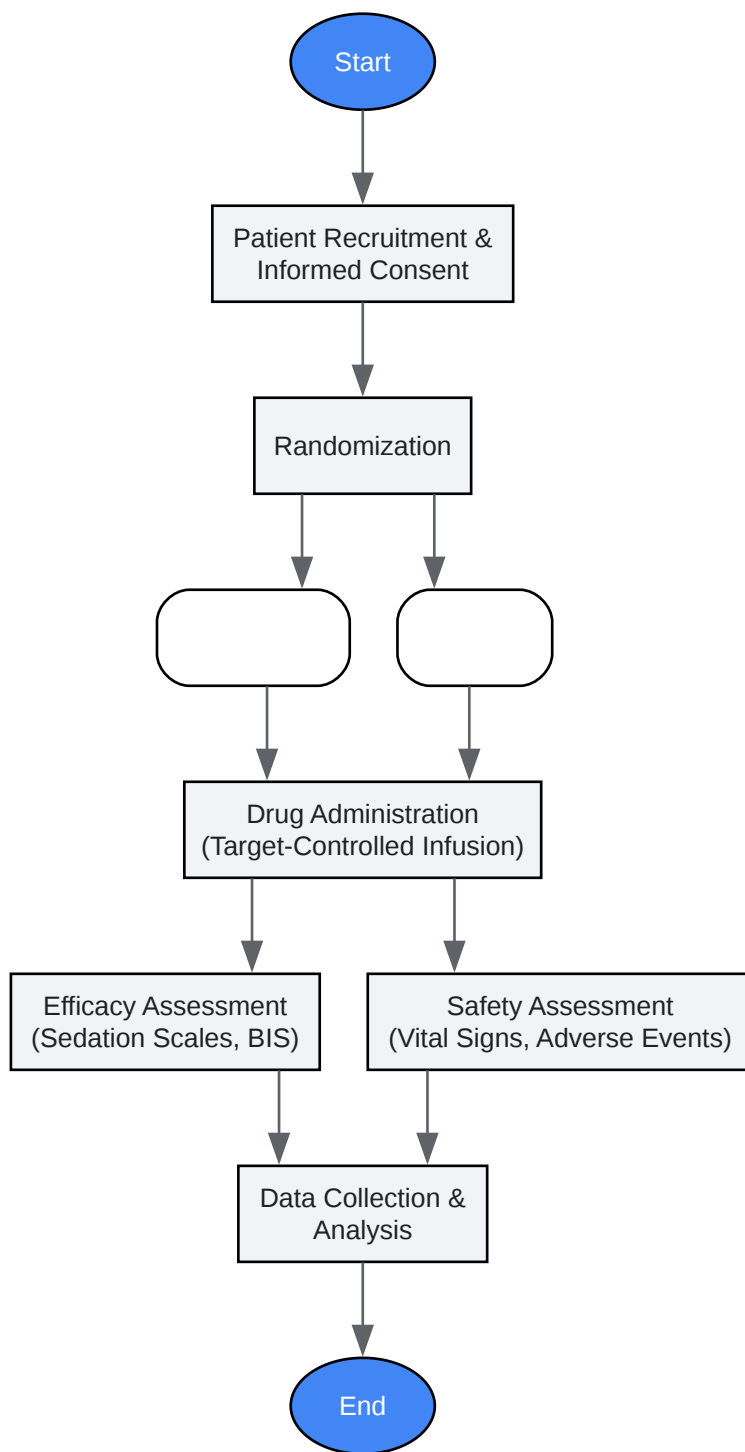 Start
Patient Recruitment &
Informed Consent
Randomization
Drug Administration
(Target-Controlled Infusion)
Efficacy Assessment
(Sedation Scales, BIS)
Safety Assessment
(Vital Signs, Adverse Events)
Data Collection &
Analysis
End